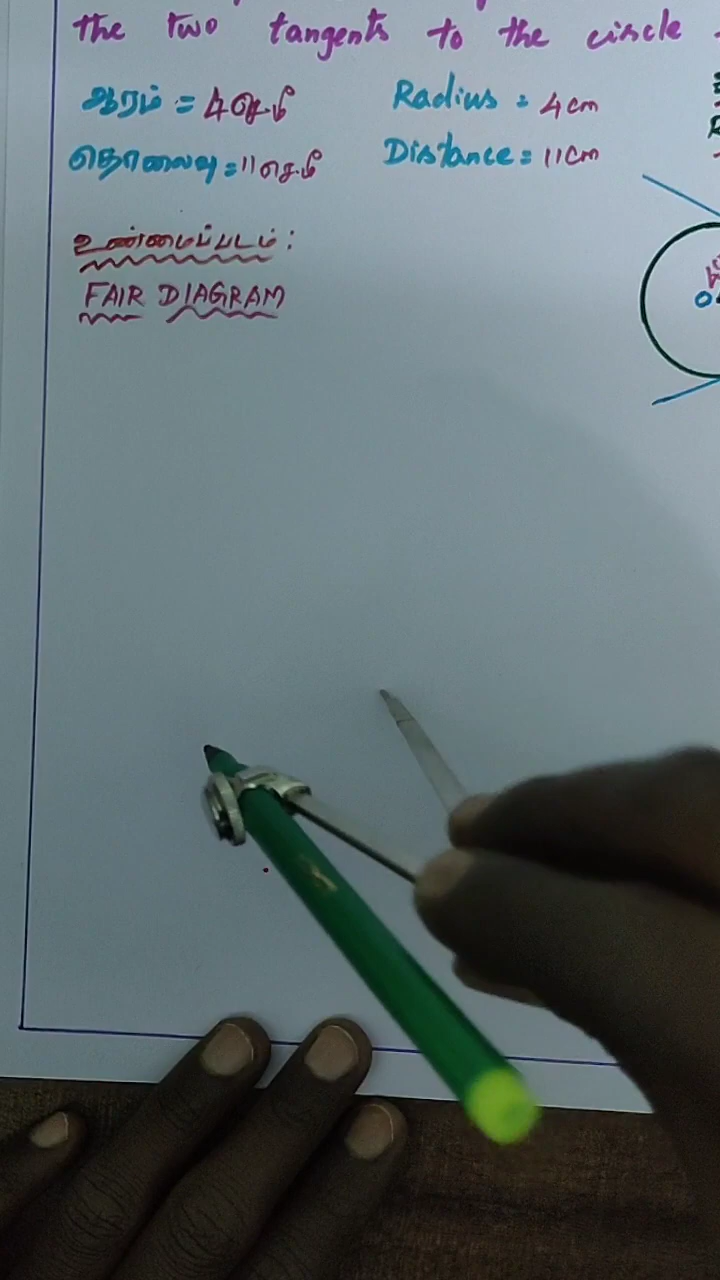 the two tangents to the circle
ஆரம் = 4செ.மீ Radius = 4cm
தொலைவு = 11செ.மீ Distance = 11cm
உண்மைப்படம் :
FAIR DIAGRAM
O